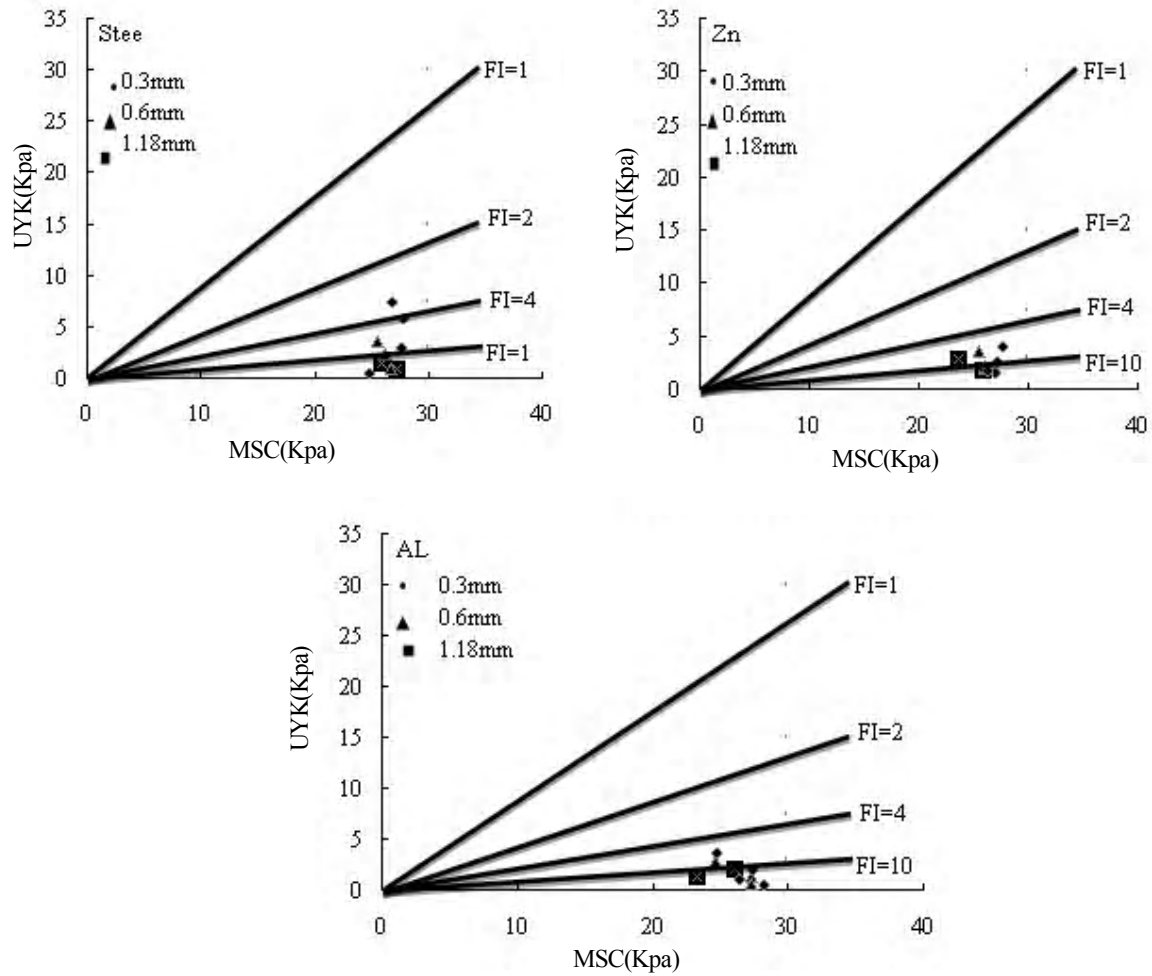 35
Stee
30
FI=1
0.3mm
25
0.6mm
20
1.18mm
UYK(Kpa)
15
FI=2
10
FI=4
5
FI=1
0
0 10 20 30 40
MSC(Kpa)
35
Zn
30
FI=1
0.3mm
25
0.6mm
20
1.18mm
UYK(Kpa)
15
FI=2
10
FI=4
5
FI=10
0
0 10 20 30 40
MSC(Kpa)
35
AL
30
FI=1
0.3mm
25
0.6mm
20
1.18mm
UYK(Kpa)
15
FI=2
10
FI=4
5
FI=10
0
0 10 20 30 40
MSC(Kpa)